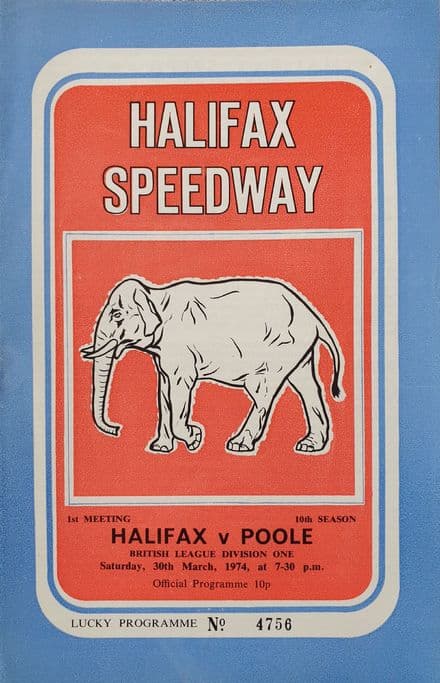 HALIFAX
SPEEDWAY
1st MEETING 10th SEASON
HALIFAX v POOLE
BRITISH LEAGUE DIVISION ONE
Saturday, 30th March, 1974, at 7-30 p.m.
Official Programme 10p
LUCKY PROGRAMME Nº 4756